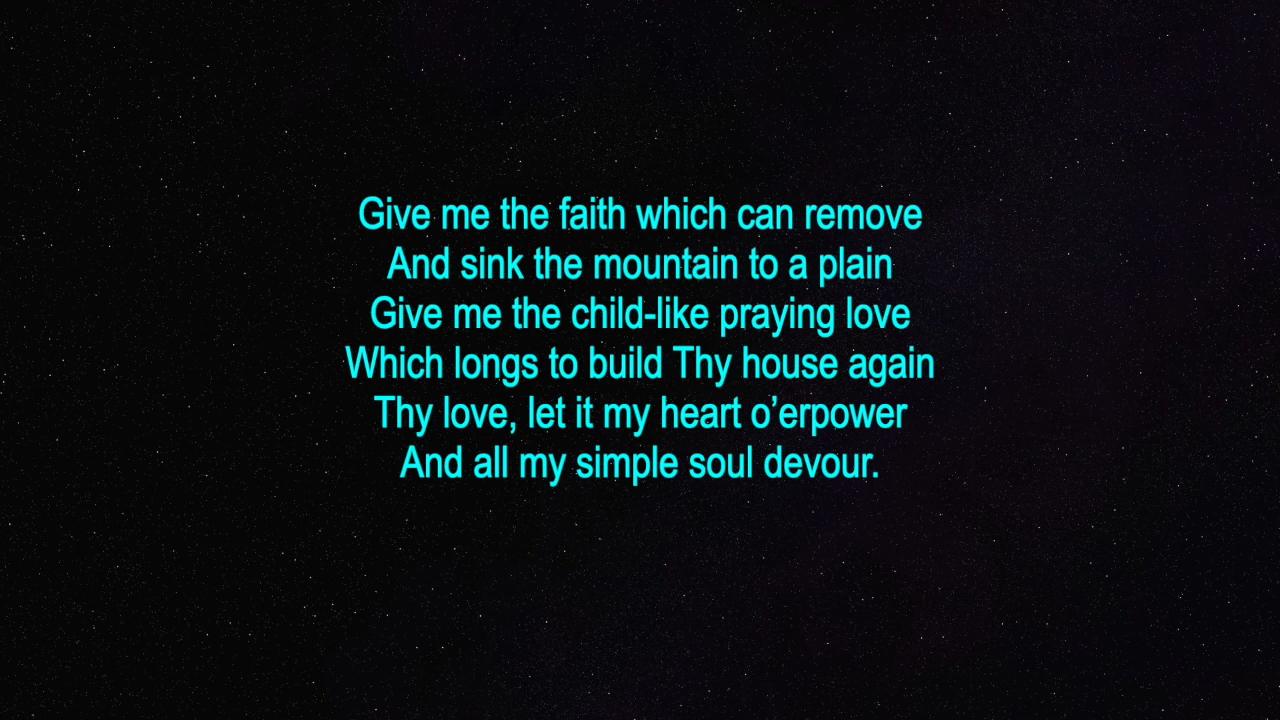 Give me the faith which can remove
And sink the mountain to a plain
Give me the child-like praying love
Which longs to build Thy house again
Thy love, let it my heart o’erpower
And all my simple soul devour.